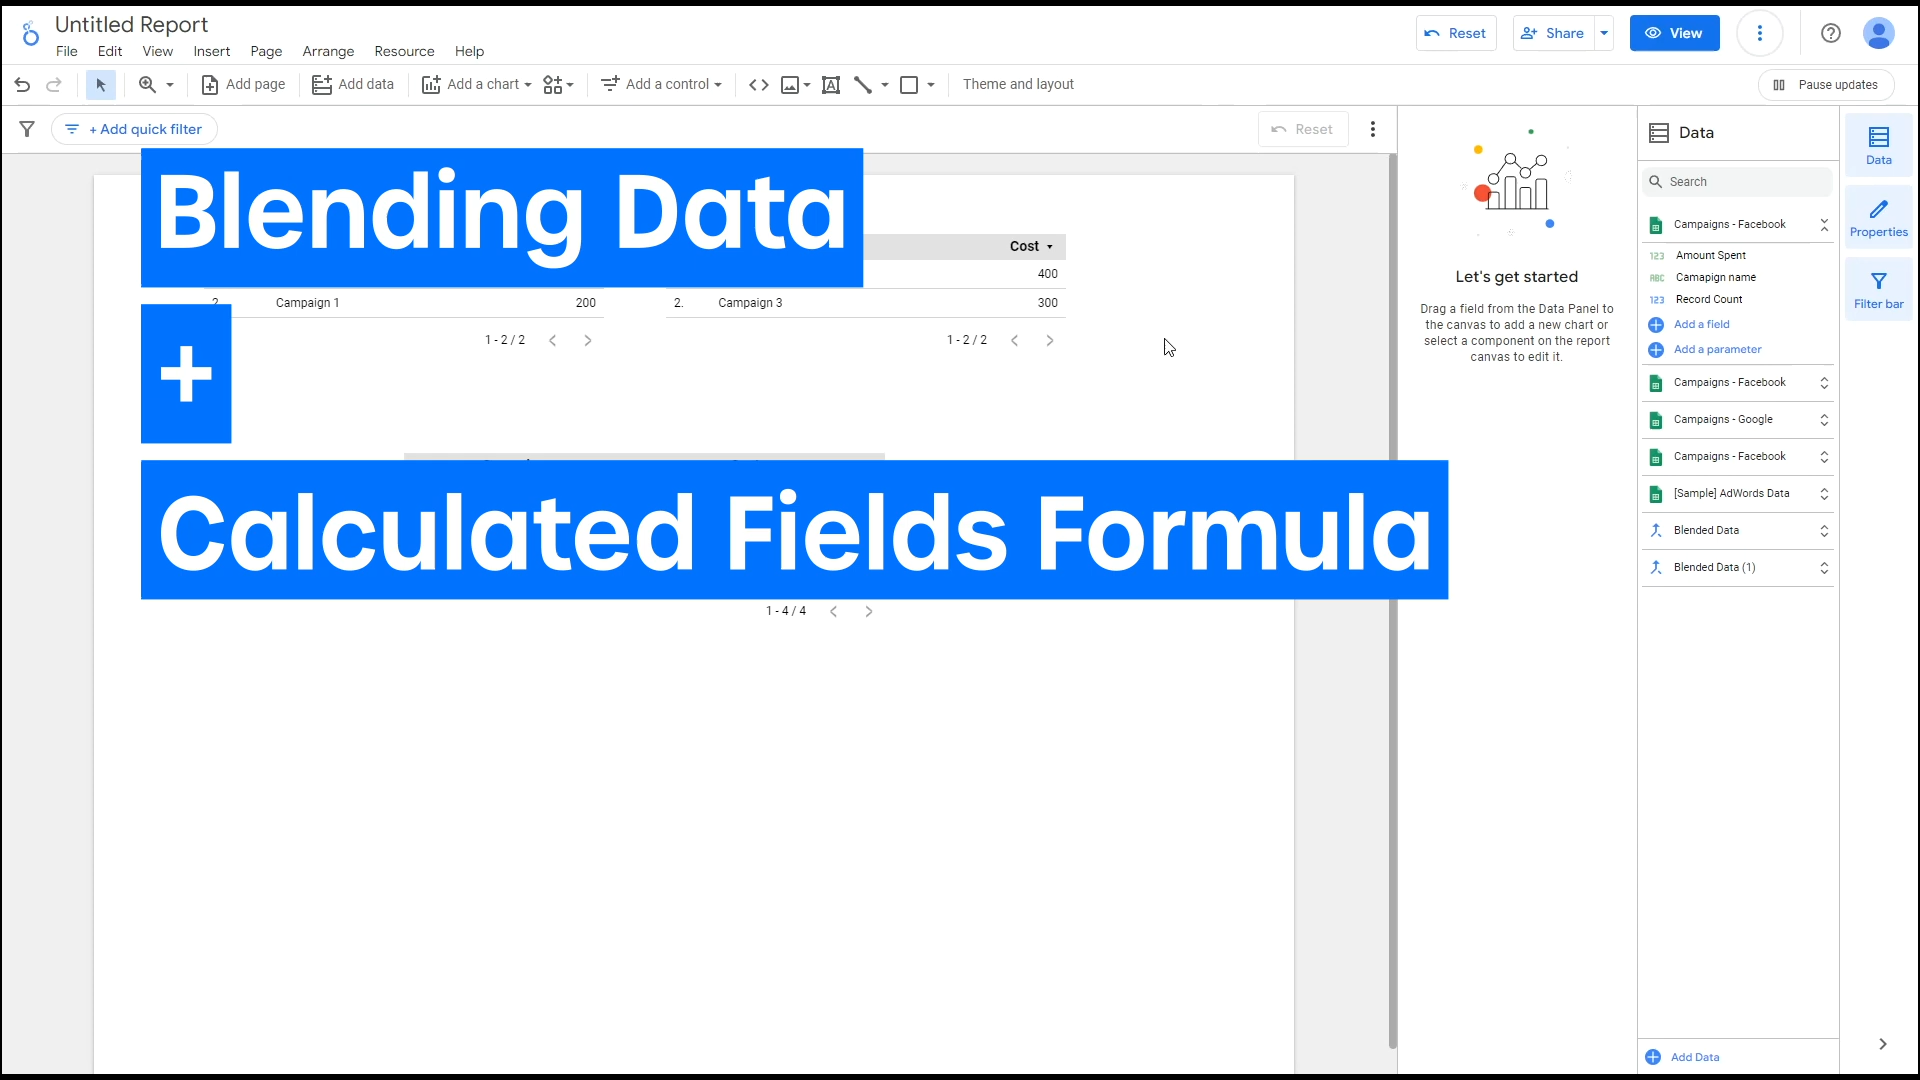 Untitled Report
File Edit View Insert Page Arrange Resource Help
Reset
Share
View
Add page
Add data
Add a chart
Add a control
Theme and layout
Pause updates
+ Add quick filter
Reset
Blending Data
+
Calculated Fields Formula
Cost
400
Campaign 1 200
2. Campaign 3 300
1 - 2 / 2
1 - 2 / 2
1 - 4 / 4
Let's get started
Drag a field from the Data Panel to
the canvas to add a new chart or
select a component on the report
canvas to edit it.
Data
Search
Campaigns - Facebook
123 Amount Spent
ABC Camapign name
123 Record Count
Add a field
Add a parameter
Campaigns - Facebook
Campaigns - Google
Campaigns - Facebook
[Sample] AdWords Data
Blended Data
Blended Data (1)
Add Data
Data
Properties
Filter bar